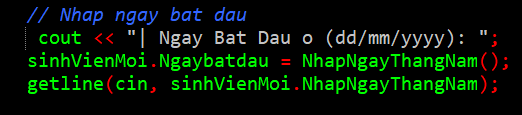 // Nhap ngay bat dau
cout << "| Ngay Bat Dau o (dd/mm/yyyy): ";
sinhVienMoi.Ngaybatdau = NhapNgayThangNam();
getline(cin, sinhVienMoi.NhapNgayThangNam);